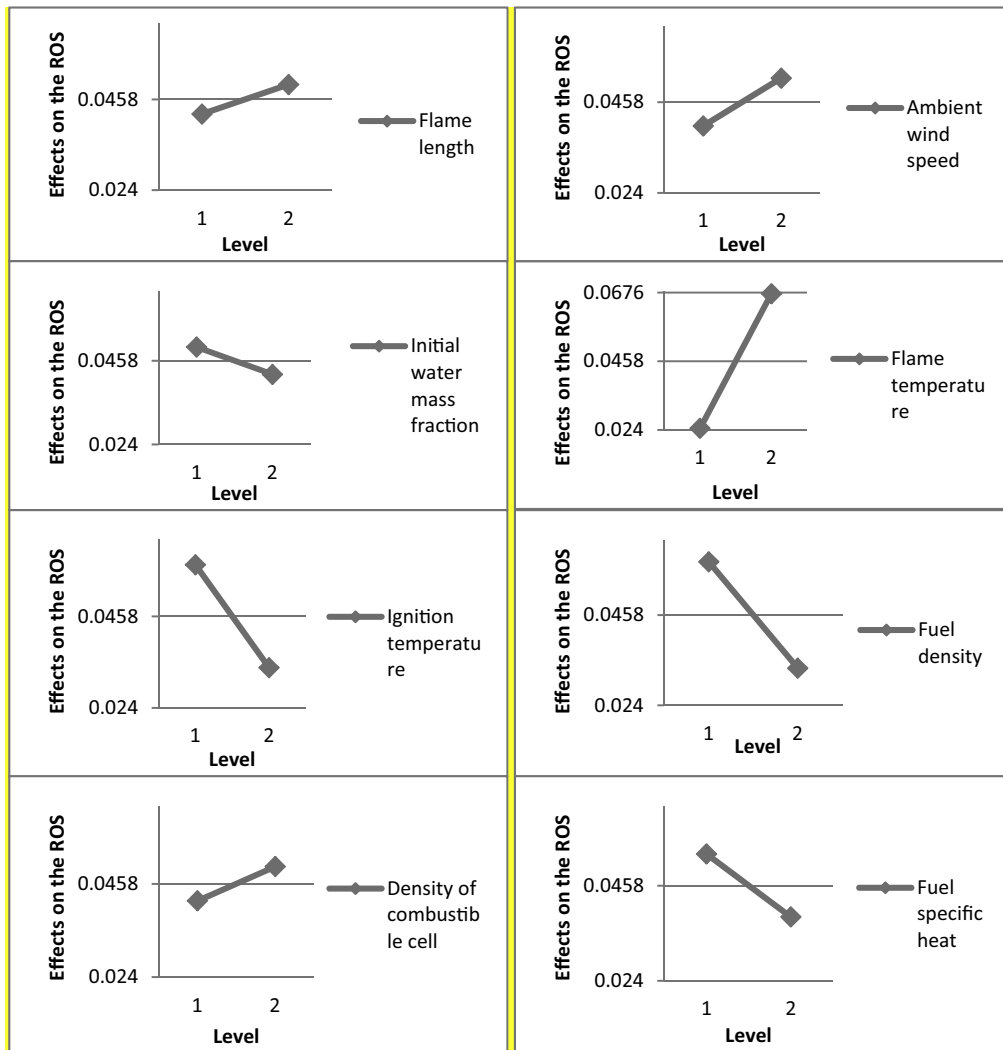 Effects on the ROS
0.0458
0.024
1
2
Level
Flame
length
Effects on the ROS
0.0458
0.024
1
2
Level
Ambient
wind
speed
Effects on the ROS
0.0458
0.024
1
2
Level
Initial
water
mass
fraction
Effects on the ROS
0.0676
0.0458
0.024
1
2
Level
Flame
temperatu
re
Effects on the ROS
0.0458
0.024
1
2
Level
Ignition
temperatu
re
Effects on the ROS
0.0458
0.024
1
2
Level
Fuel
density
Effects on the ROS
0.0458
0.024
1
2
Level
Density of
combustib
le cell
Effects on the ROS
0.0458
0.024
1
2
Level
Fuel
specific
heat